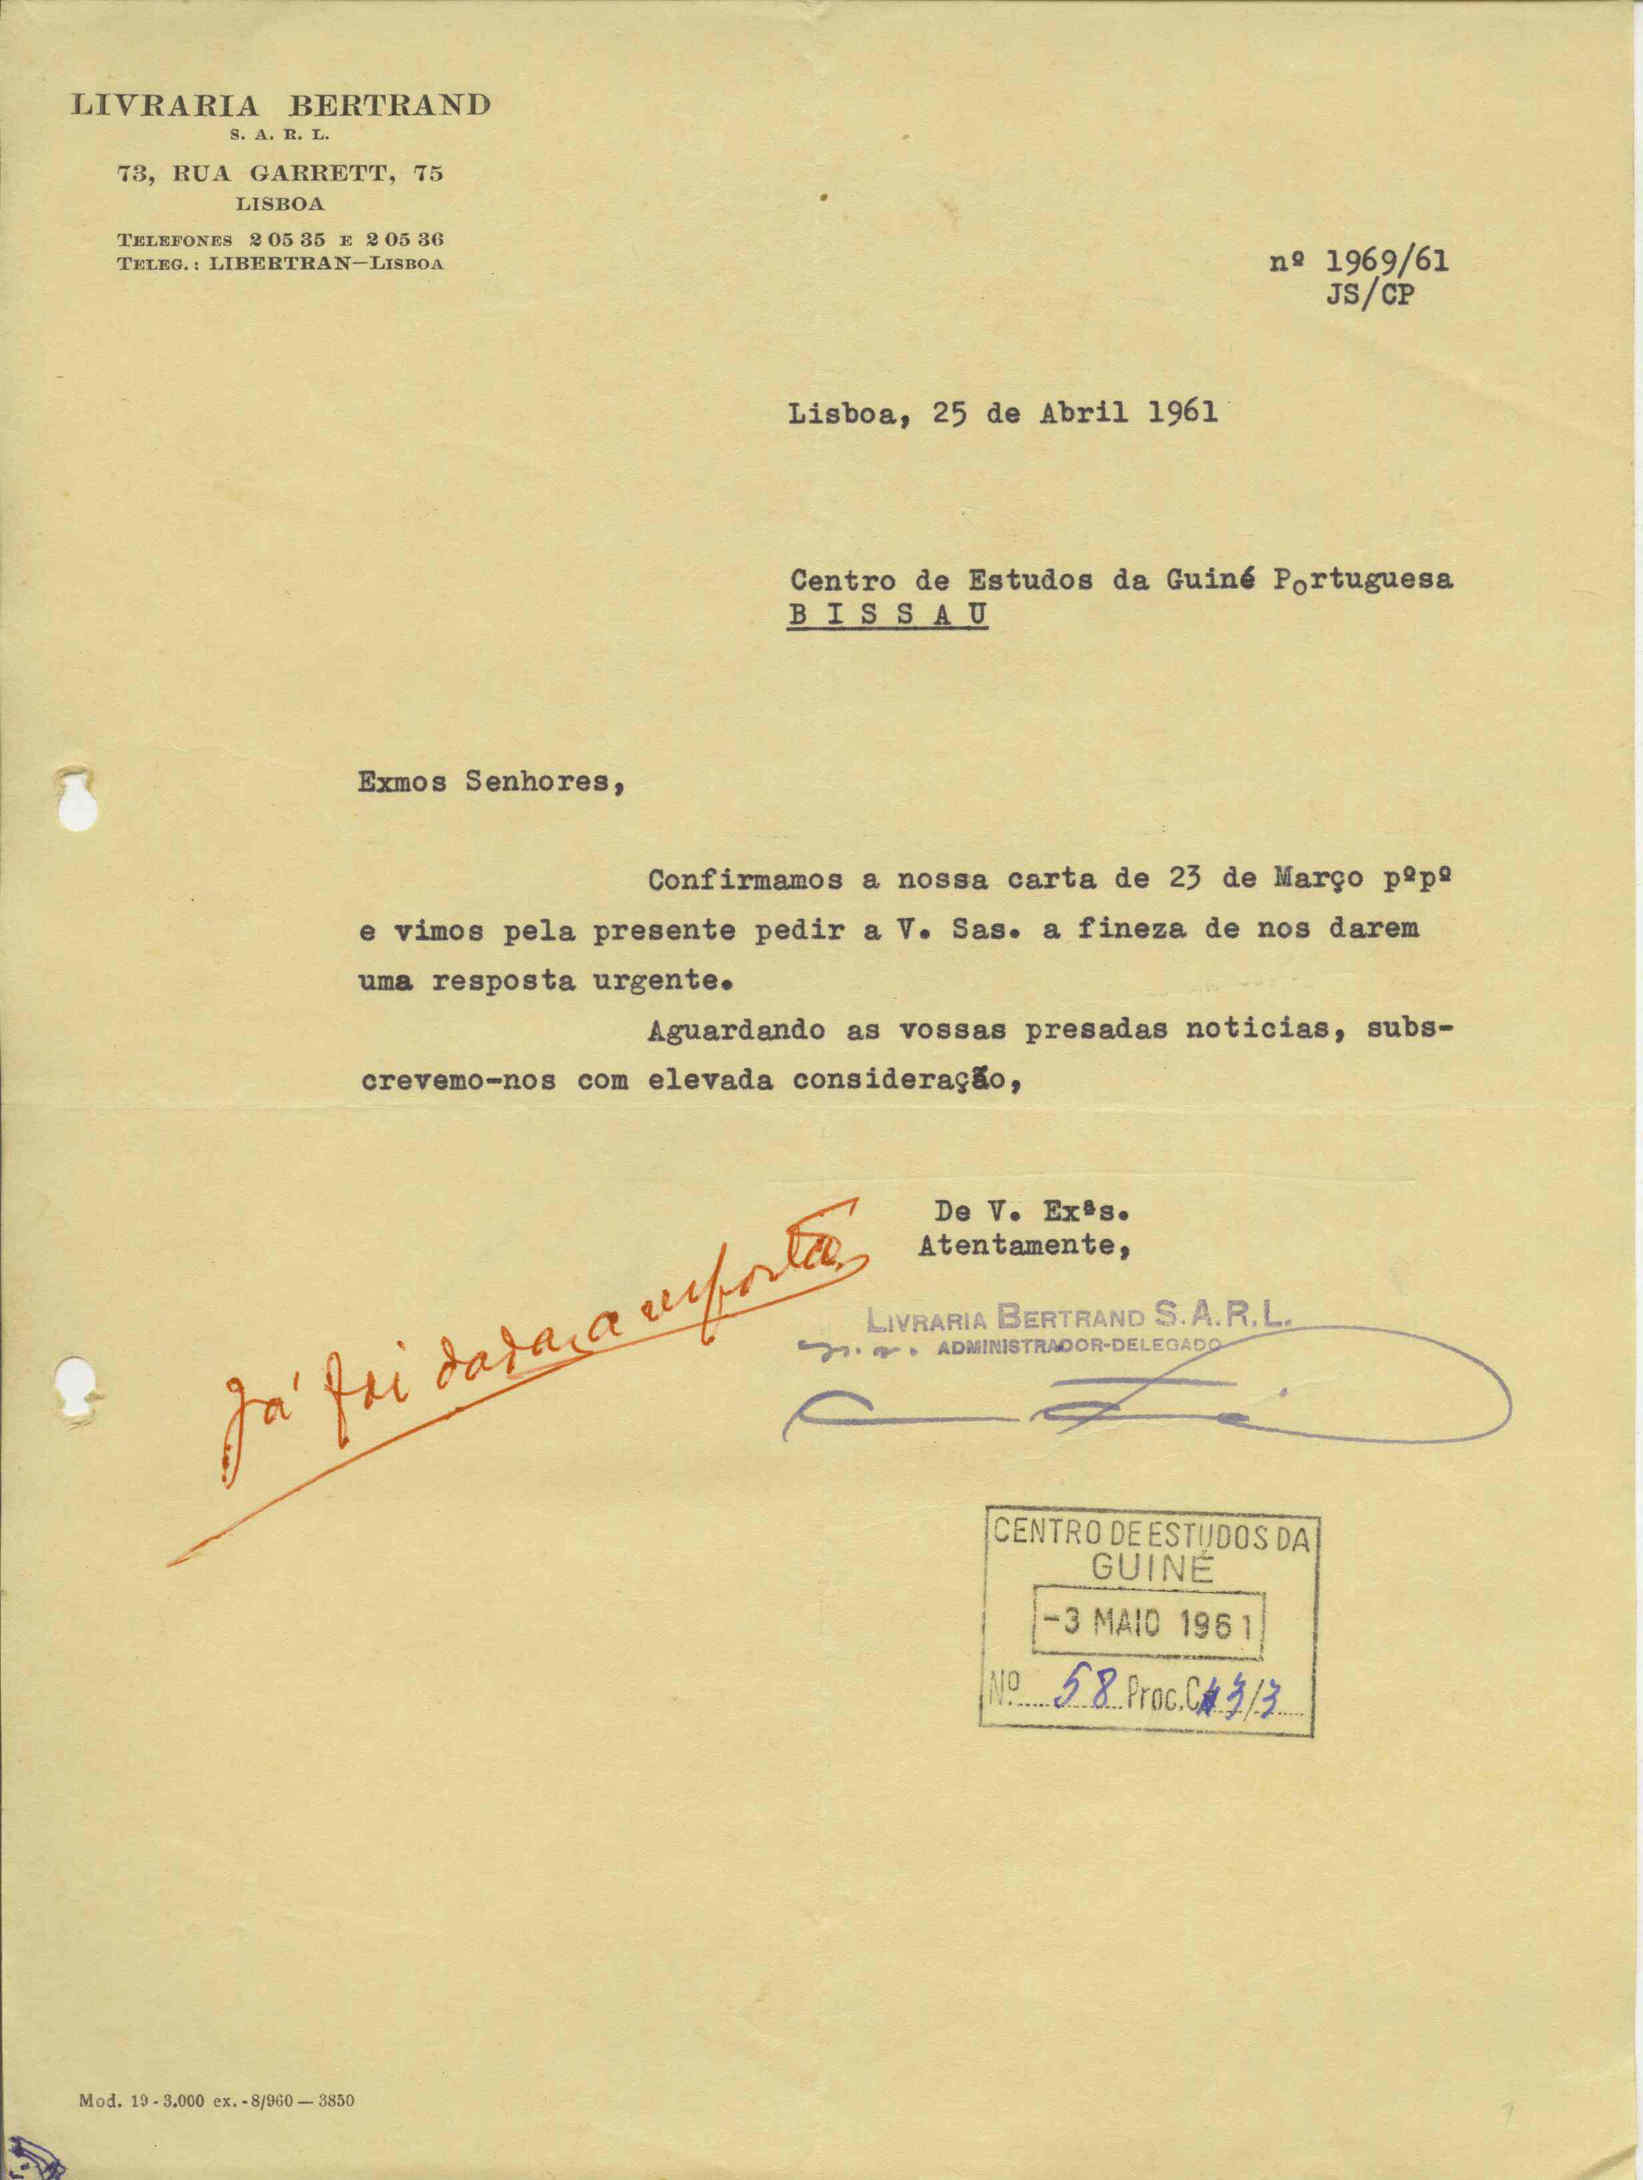 LIVRARIA BERTRAND
S. A. R. L.
73, RUA GARRETT, 75
LISBOA
TELEFONES 2 05 35 E 2 05 36
TELEG.: LIBERTRAN—LISBOA
nº 1969/61
JS/CP
Lisboa, 25 de Abril 1961
Centro de Estudos da Guiné Portuguesa
B I S S A U
Exmos Senhores,
Confirmamos a nossa carta de 23 de Março pºpº
e vimos pela presente pedir a V. Sas. a fineza de nos darem
uma resposta urgente.
Aguardando as vossas presadas noticias, subs-
crevemo-nos com elevada consideração,
De V. Exªs.
Atentamente,
Já foi dada a resposta
LIVRARIA BERTRAND S.A.R.L.
ADMINISTRADOR-DELEGADO
CENTRO DE ESTUDOS DA
GUINÉ
-3 MAIO 1961
Nº 58 Proc. C 3/3
Mod. 19 - 3.000 ex. - 8/960 — 3850